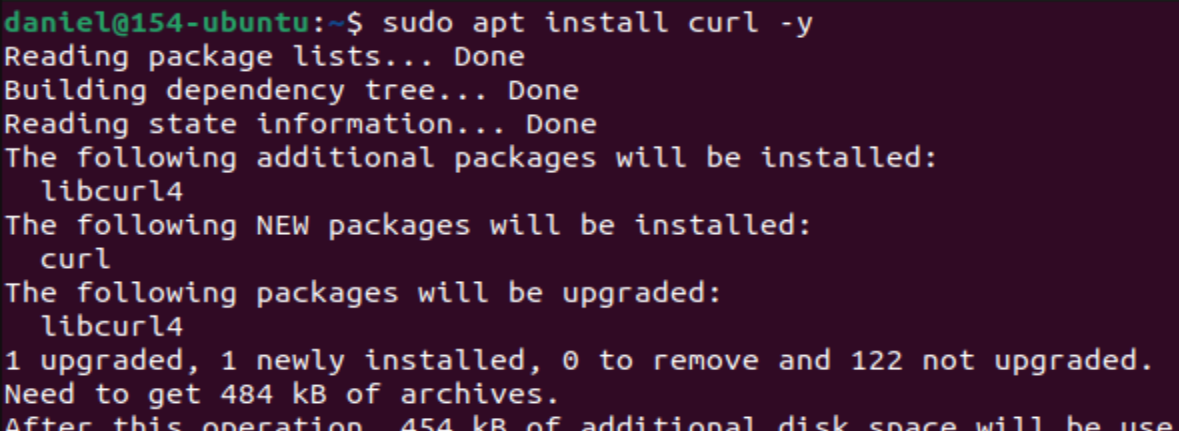 daniel@154-ubuntu:~$ sudo apt install curl -y
Reading package lists... Done
Building dependency tree... Done
Reading state information... Done
The following additional packages will be installed:
  libcurl4
The following NEW packages will be installed:
  curl
The following packages will be upgraded:
  libcurl4
1 upgraded, 1 newly installed, 0 to remove and 122 not upgraded.
Need to get 484 kB of archives.
After this operation, 454 kB of additional disk space will be use